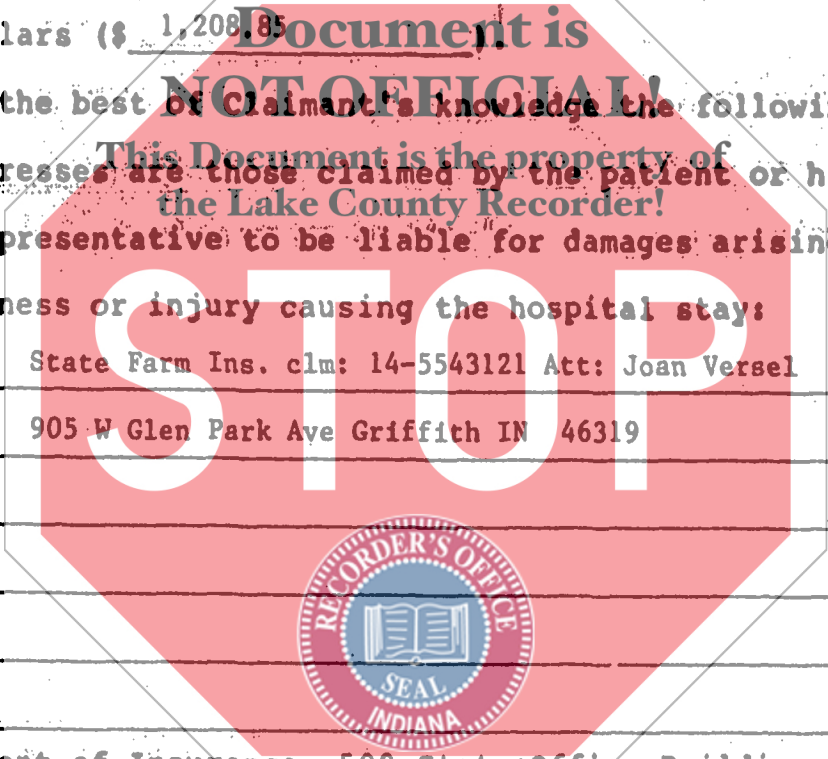 lars ($ 1,208.85 ).
Document is
NOT OFFICIAL!
the best of Claimant's knowledge the followi
This Document is the property of
resses are those claimed by the patient or h
the Lake County Recorder!
presentative to be liable for damages arisin
ness or injury causing the hospital stay:
STOP
State Farm Ins. clm: 14-5543121 Att: Joan Versel
905 W Glen Park Ave Griffith IN 46319
RECORDER'S OFFICE
SEAL
INDIANA
of Insurance